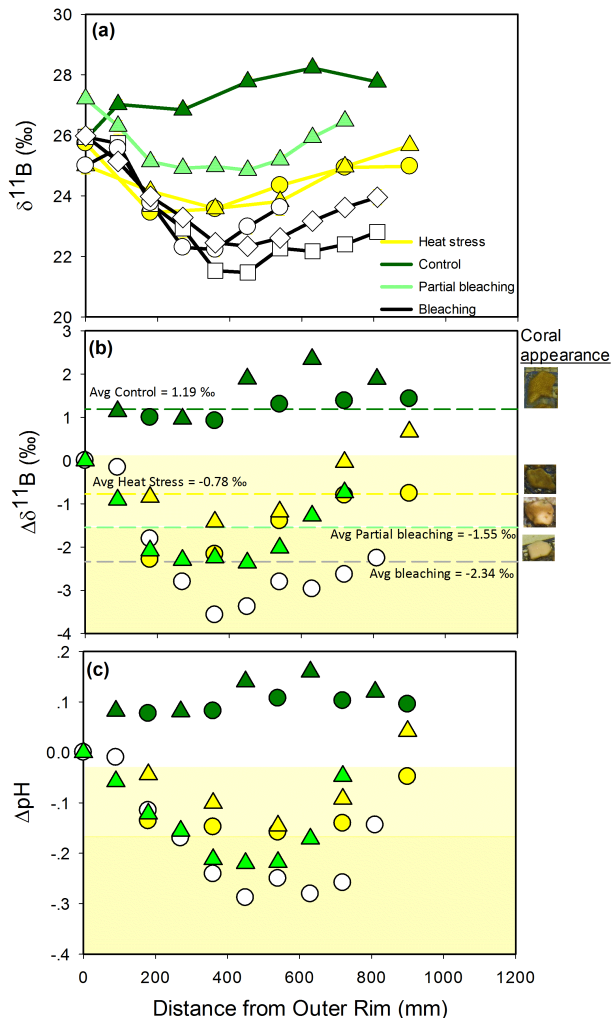 30
(a)
28
26
24
22
20
δ¹¹B (‰)
Heat stress
Control
Partial bleaching
Bleaching
3
(b)
2
1
0
-1
-2
-3
-4
Δδ¹¹B (‰)
Coral
appearance
Avg Control = 1.19 ‰
Avg Heat Stress = -0.78 ‰
Avg Partial bleaching = -1.55 ‰
Avg bleaching = -2.34 ‰
.2
(c)
.1
0.0
-.1
-.2
-.3
-.4
ΔpH
0 200 400 600 800 1000 1200
Distance from Outer Rim (mm)